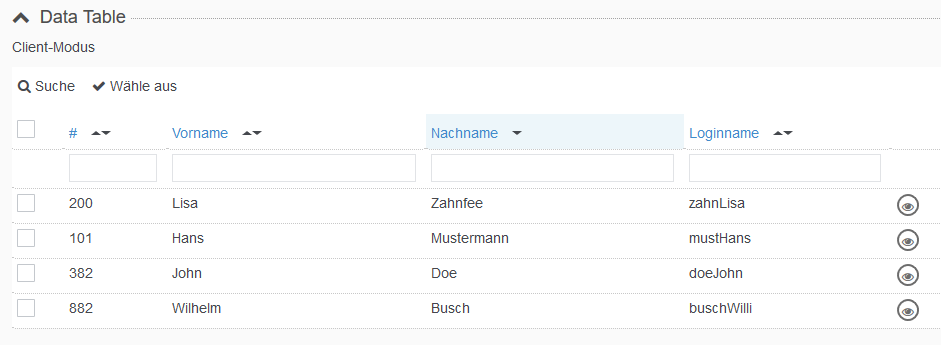 Data Table
Client-Modus
Suche Wähle aus
# Vorname Nachname Loginname
200 Lisa Zahnfee zahnLisa
101 Hans Mustermann mustHans
382 John Doe doeJohn
882 Wilhelm Busch buschWilli